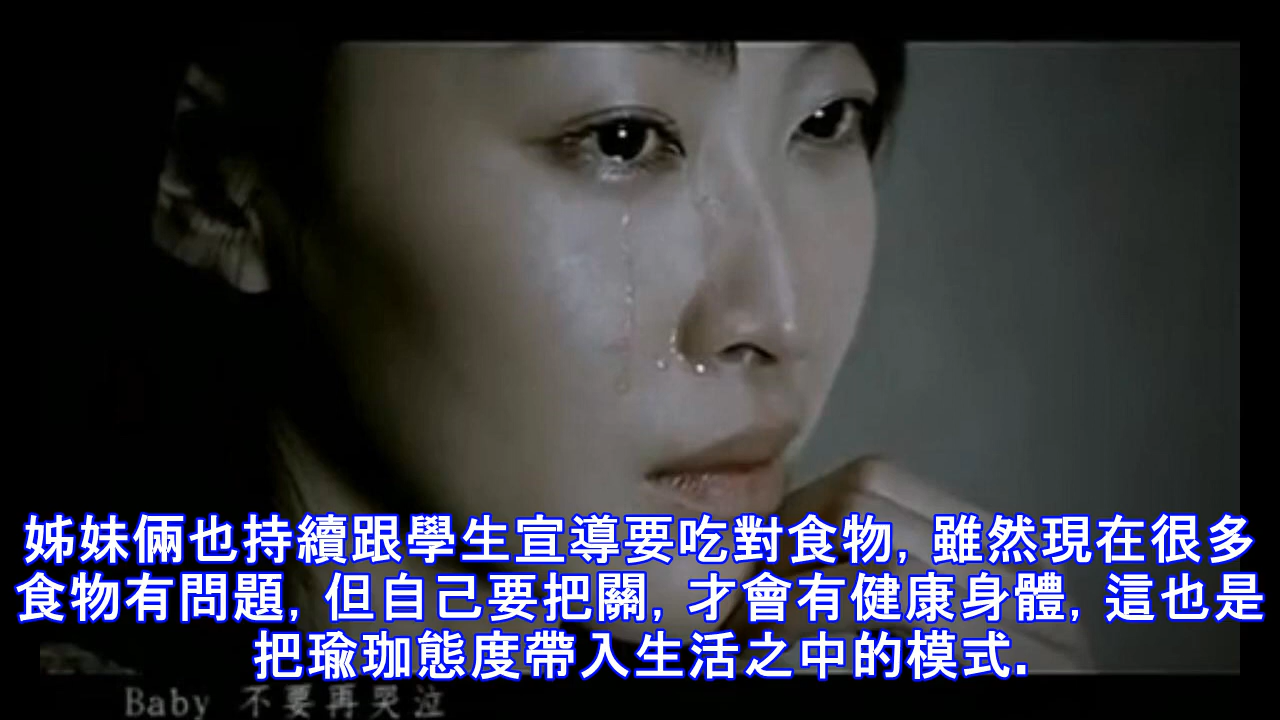 姊妹倆也持續跟學生宣導要吃對食物, 雖然現在很多
食物有問題, 但自己要把關, 才會有健康身體, 這也是
把瑜珈態度帶入生活之中的模式.
Baby 不要再哭泣